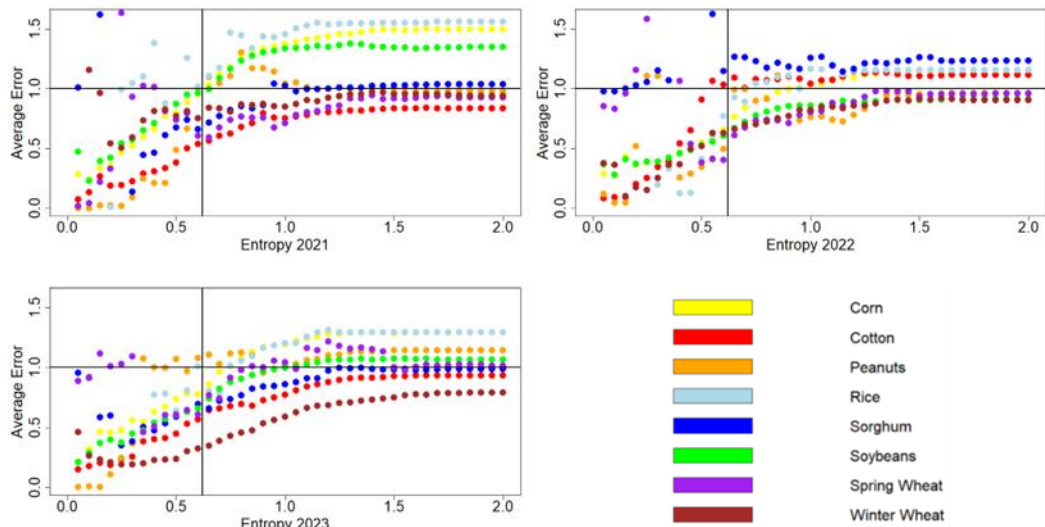 1.5
1.0
0.5
0.0
Average Error
0.0 0.5 1.0 1.5 2.0
Entropy 2021
1.5
1.0
0.5
0.0
Average Error
0.0 0.5 1.0 1.5 2.0
Entropy 2022
1.5
1.0
0.5
0.0
Average Error
0.0 0.5 1.0 1.5 2.0
Entropy 2023
Corn
Cotton
Peanuts
Rice
Sorghum
Soybeans
Spring Wheat
Winter Wheat